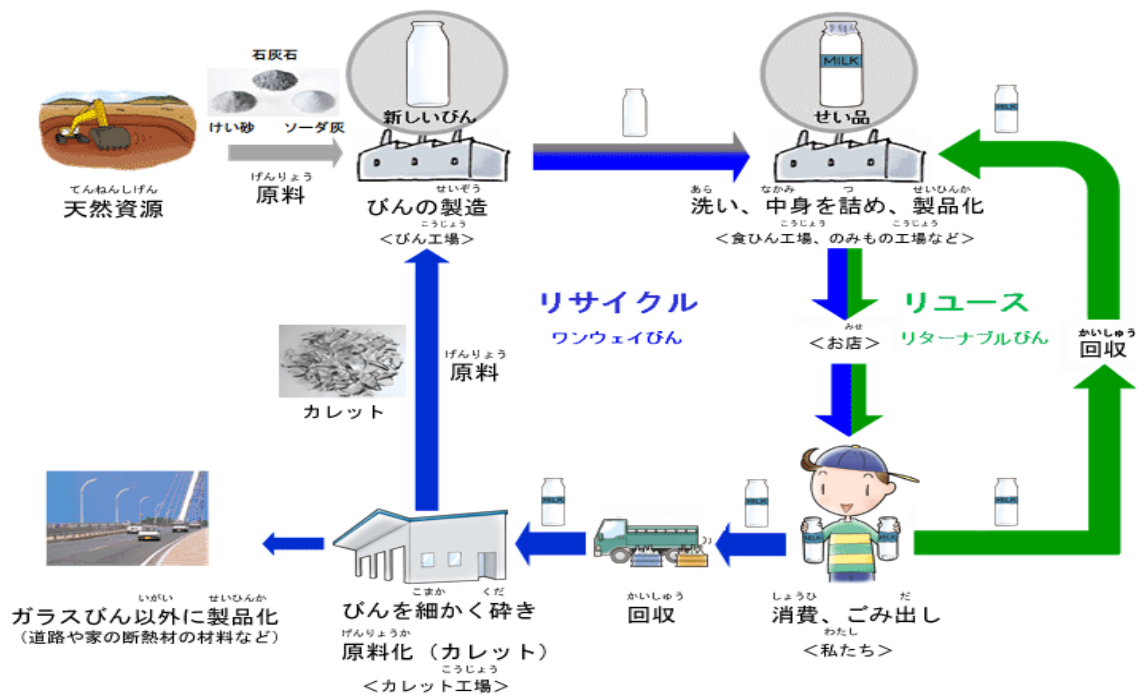 石灰石
けい砂
ソーダ灰
新しいびん
MILK
せい品
MILK
てんねんしげん
天然資源
げんりょう
原料
せいぞう
びんの製造
こうじょう
<びん工場>
あら なかみ つ せいひんか
洗い、中身を詰め、製品化
こうじょう こうじょう
<食ひん工場、のみもの工場など>
リサイクル
ワンウェイびん
リユース
リターナブルびん
みせ
<お店>
かいしゅう
回収
げんりょう
原料
カレット
MILK
MILK
MILK
MILK
MILK
いがい せいひんか
ガラスびん以外に製品化
(道路や家の断熱材の材料など)
こまか くだ
びんを細かく砕き
げんりょうか
原料化(カレット)
こうじょう
<カレット工場>
かいしゅう
回収
しょうひ だ
消費、ごみ出し
わたし
<私たち>